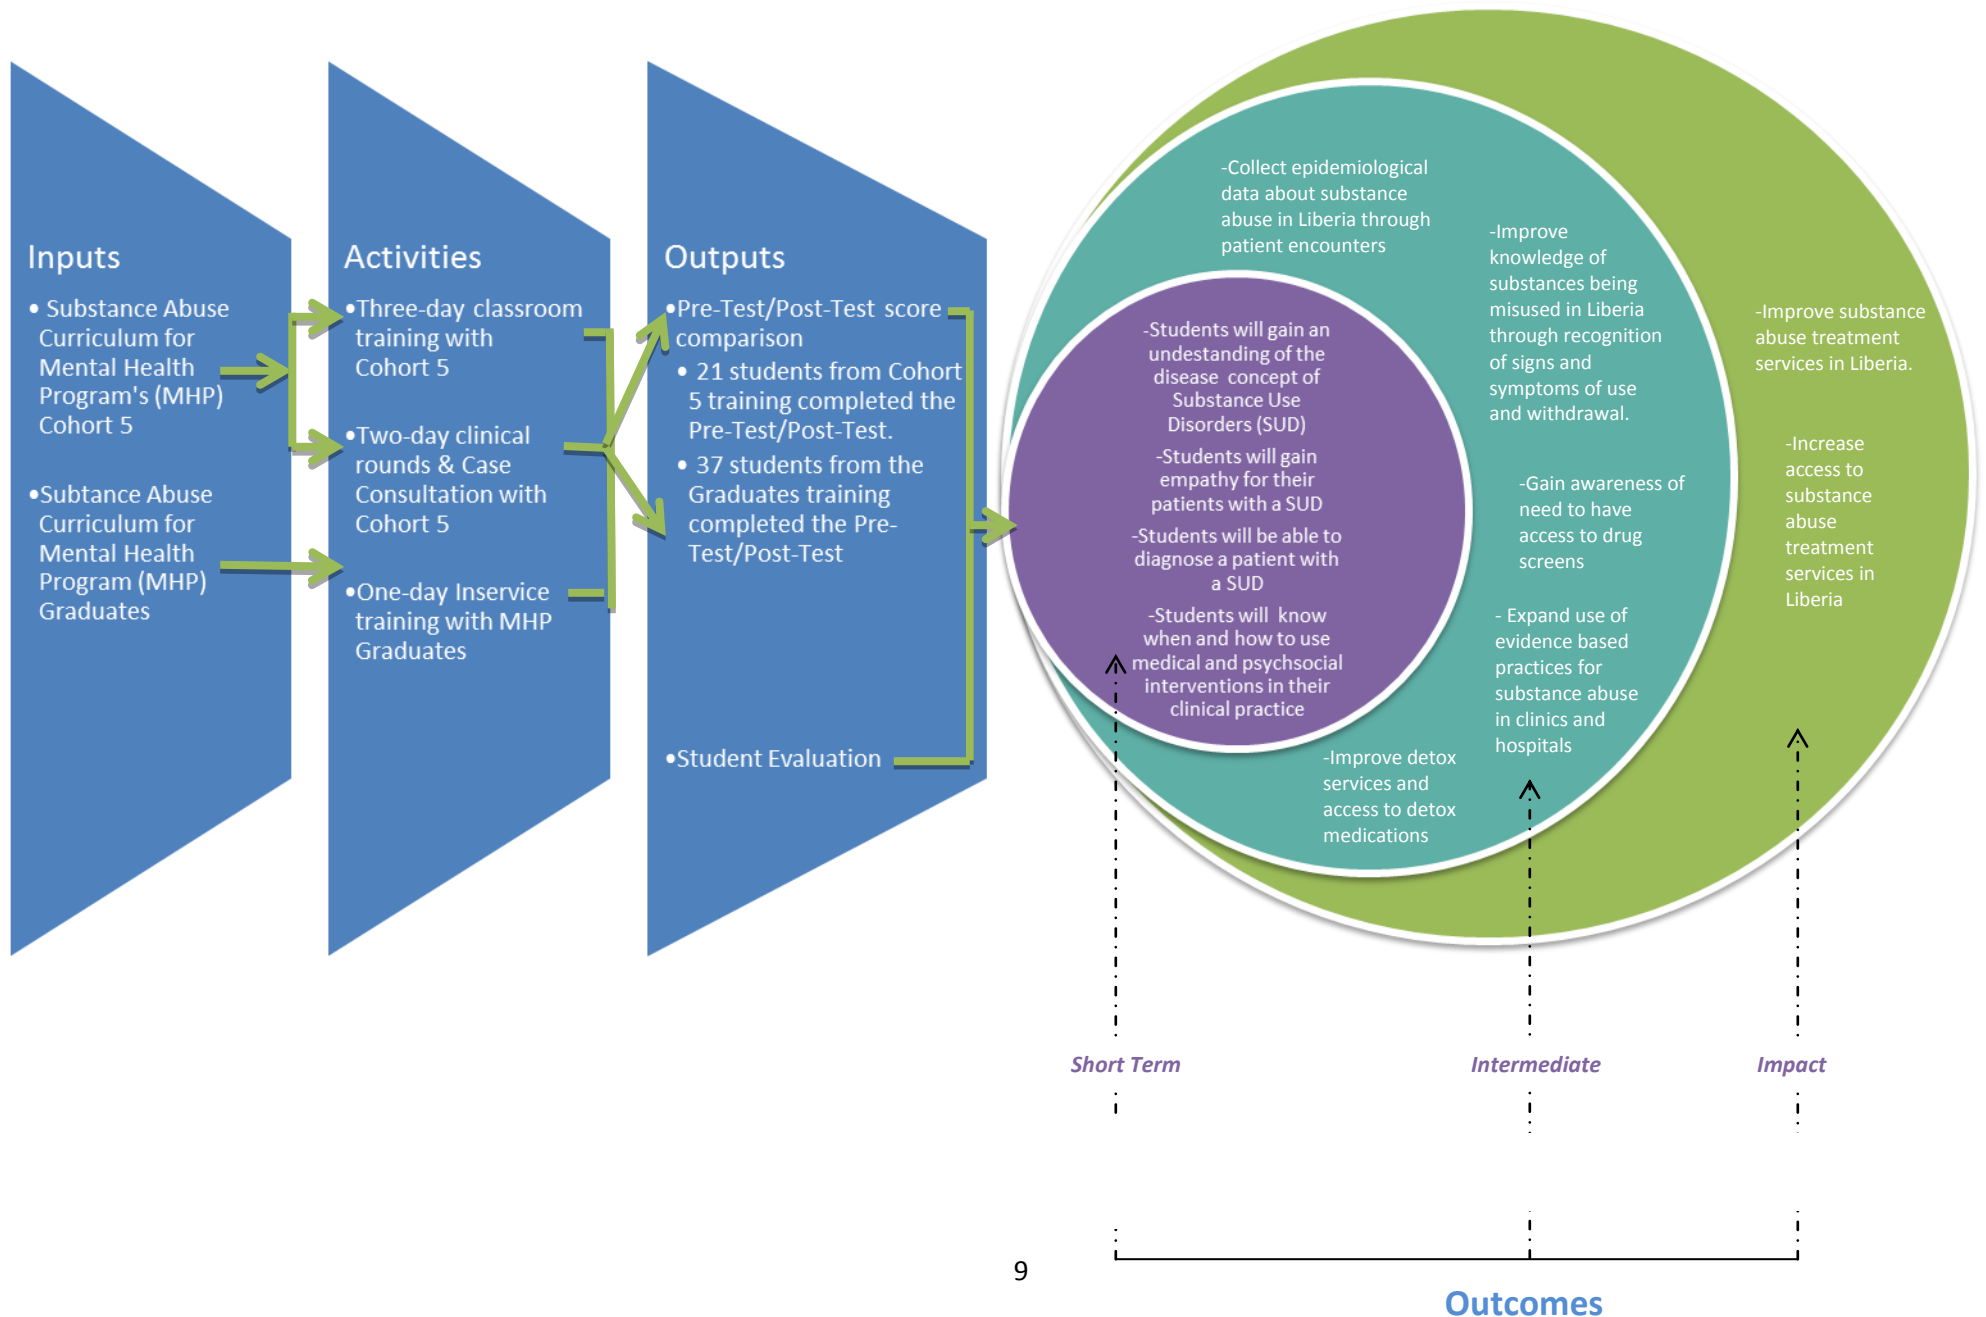 Inputs
• Substance Abuse
Curriculum for
Mental Health
Program's (MHP)
Cohort 5
•Subtance Abuse
Curriculum for
Mental Health
Program (MHP)
Graduates
Activities
•Three-day classroom
training with
Cohort 5
•Two-day clinical
rounds & Case
Consultation with
Cohort 5
•One-day Inservice
training with MHP
Graduates
Outputs
•Pre-Test/Post-Test score
comparison
• 21 students from Cohort
5 training completed the
Pre-Test/Post-Test.
• 37 students from the
Graduates training
completed the Pre-
Test/Post-Test
•Student Evaluation
-Students will gain an
undestanding of the
disease concept of
Substance Use
Disorders (SUD)
-Students will gain
empathy for their
patients with a SUD
-Students will be able to
diagnose a patient with
a SUD
-Students will know
when and how to use
medical and psychsocial
interventions in their
clinical practice
-Collect epidemiological
data about substance
abuse in Liberia through
patient encounters
-Improve
knowledge of
substances being
misused in Liberia
through recognition
of signs and
symptoms of use
and withdrawal.
-Gain awareness of
need to have
access to drug
screens
- Expand use of
evidence based
practices for
substance abuse
in clinics and
hospitals
-Improve detox
services and
access to detox
medications
-Improve substance
abuse treatment
services in Liberia.
-Increase
access to
substance
abuse
treatment
services in
Liberia
Short Term
Intermediate
Impact
9
Outcomes